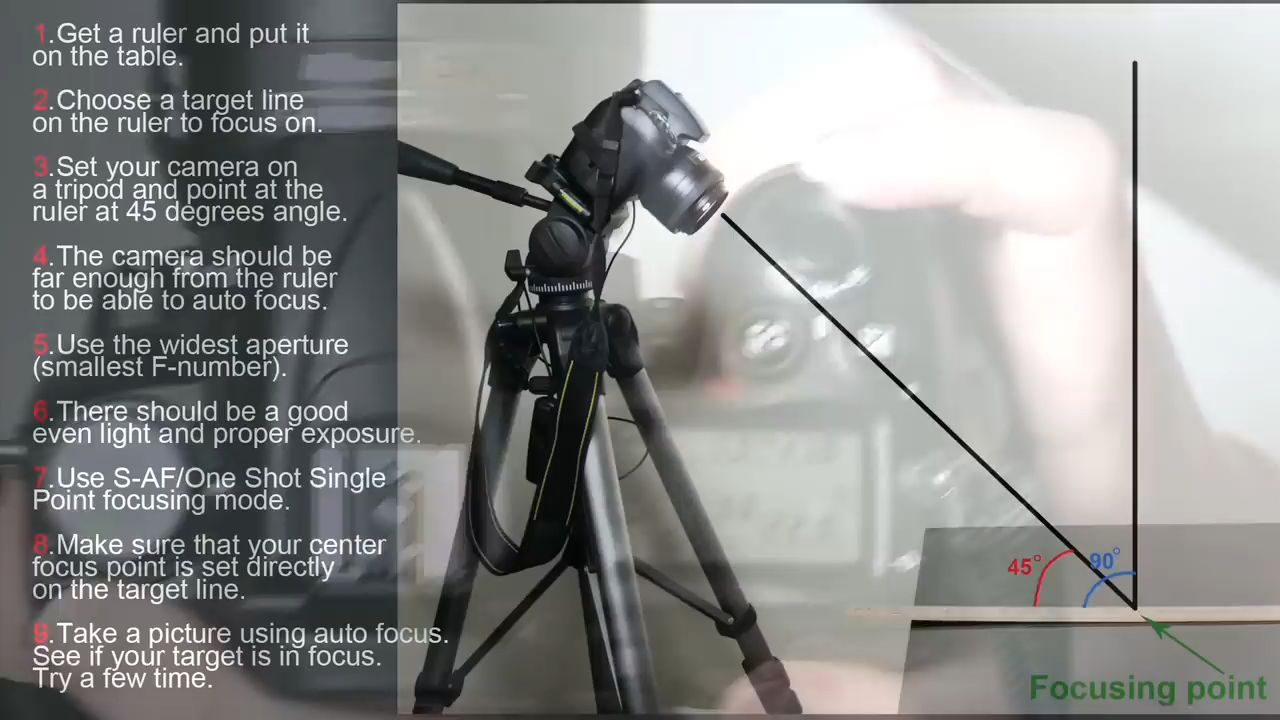 1.Get a ruler and put it
on the table.
2.Choose a target line
on the ruler to focus on.
3.Set your camera on
a tripod and point at the
ruler at 45 degrees angle.
4.The camera should be
far enough from the ruler
to be able to auto focus.
5.Use the widest aperture
(smallest F-number).
6.There should be a good
even light and proper exposure.
7.Use S-AF/One Shot Single
Point focusing mode.
8.Make sure that your center
focus point is set directly
on the target line.
9.Take a picture using auto focus.
See if your target is in focus.
Try a few time.
45°
90°
Focusing point